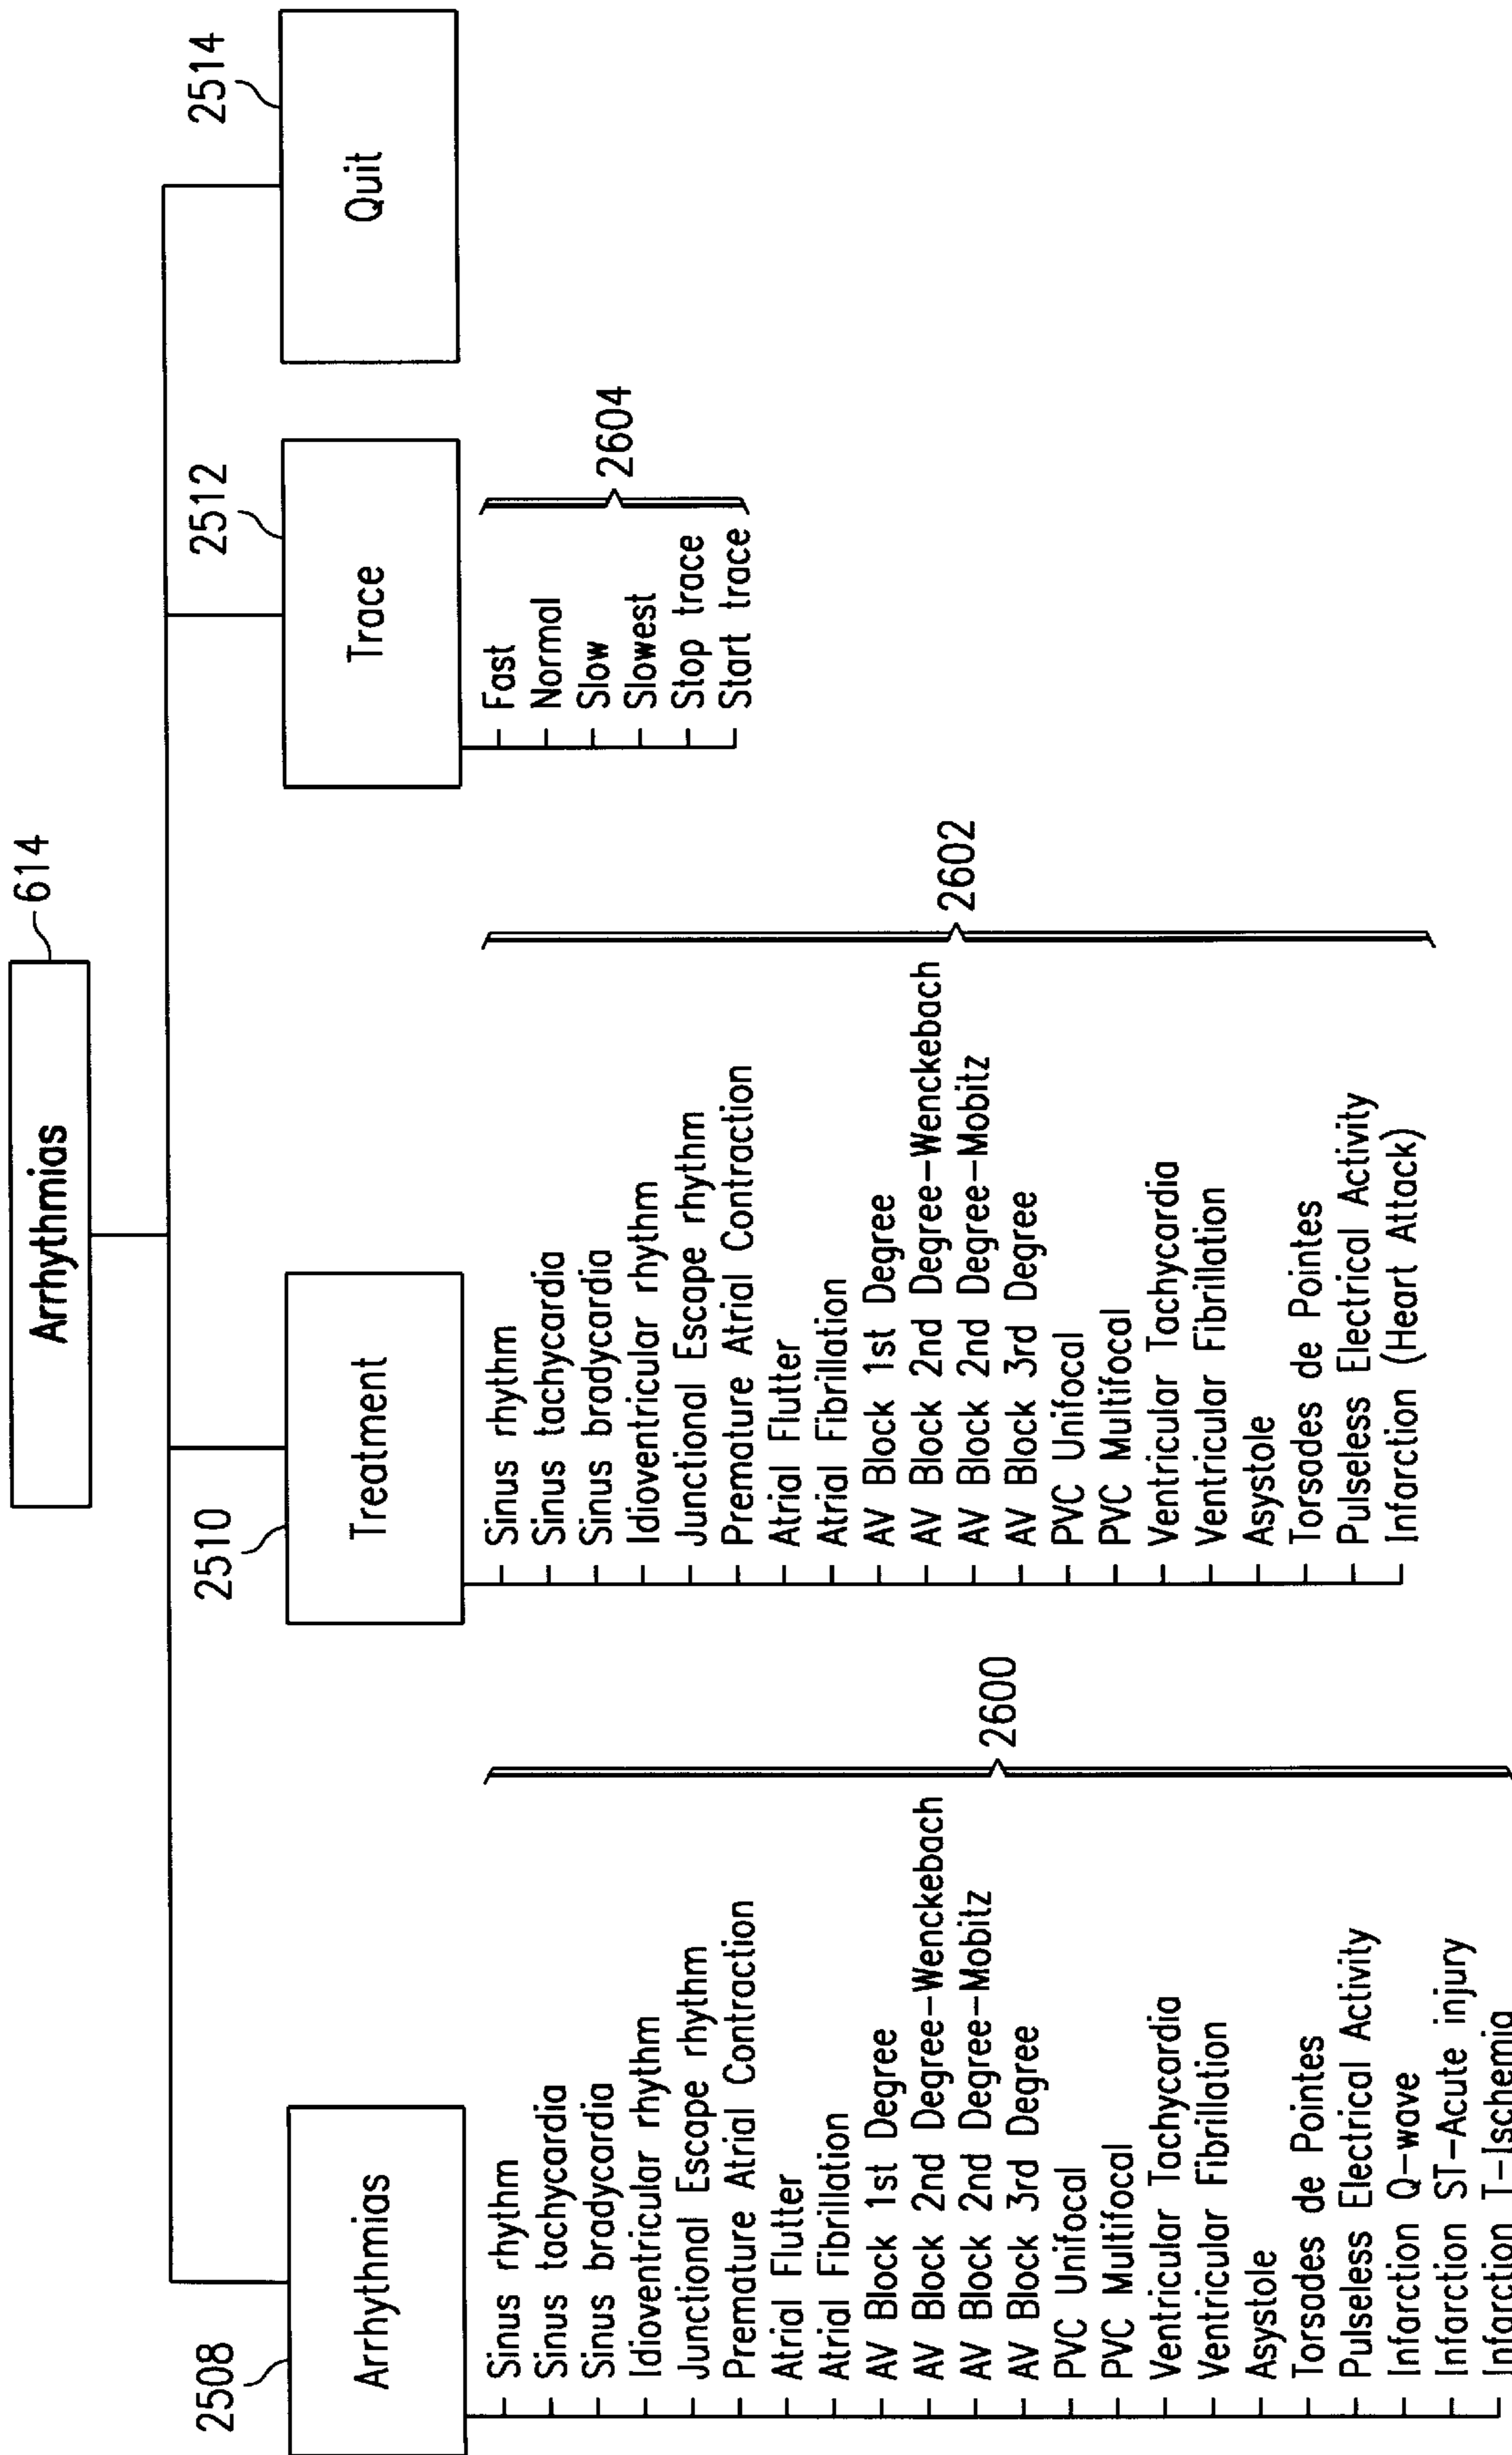 Arrhythmias
614
2508
Arrhythmias
Sinus rhythm
Sinus tachycardia
Sinus bradycardia
Idioventricular rhythm
Junctional Escape rhythm
Premature Atrial Contraction
Atrial Flutter
Atrial Fibrillation
AV Block 1st Degree
AV Block 2nd Degree-Wenckebach
AV Block 2nd Degree-Mobitz
AV Block 3rd Degree
PVC Unifocal
PVC Multifocal
Ventricular Tachycardia
Ventricular Fibrillation
Asystole
Torsades de Pointes
Pulseless Electrical Activity
Infarction Q-wave
Infarction ST-Acute injury
Infarction T-Ischemia
2600
2510
Treatment
Sinus rhythm
Sinus tachycardia
Sinus bradycardia
Idioventricular rhythm
Junctional Escape rhythm
Premature Atrial Contraction
Atrial Flutter
Atrial Fibrillation
AV Block 1st Degree
AV Block 2nd Degree-Wenckebach
AV Block 2nd Degree-Mobitz
AV Block 3rd Degree
PVC Unifocal
PVC Multifocal
Ventricular Tachycardia
Ventricular Fibrillation
Asystole
Torsades de Pointes
Pulseless Electrical Activity
Infarction (Heart Attack)
2602
2512
Trace
Fast
Normal
Slow
Slowest
Stop trace
Start trace
2604
2514
Quit